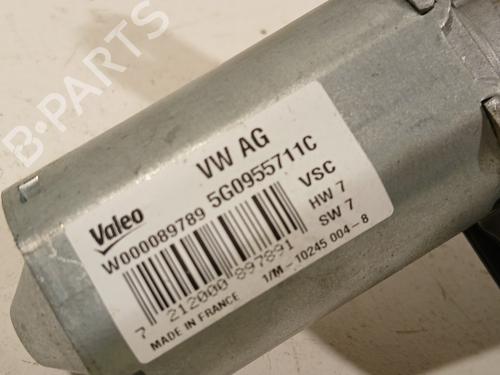 B-PARTS
VW AG
Valeo
W000089789 5G0955711C
VSC
HW 7
SW 7
7 212000 897891
MADE IN FRANCE 1/M-10245 004-8